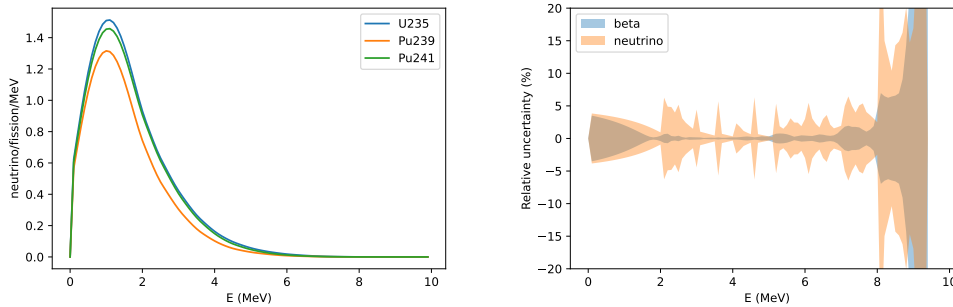 neutrino/fission/MeV
1.4
1.2
1.0
0.8
0.6
0.4
0.2
0.0
0 2 4 6 8 10
E (MeV)
U235
Pu239
Pu241
Relative uncertainty (%)
20
15
10
5
0
−5
−10
−15
−20
0 2 4 6 8 10
E (MeV)
beta
neutrino